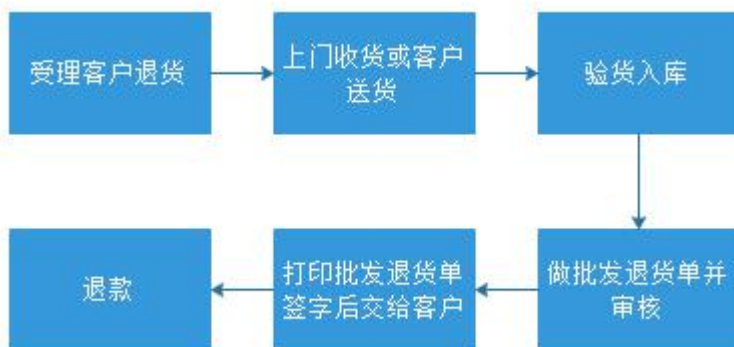 受理客户退货
上门收货或客户
送货
验货入库
做批发退货单并
审核
打印批发退货单
签字后交给客户
退款